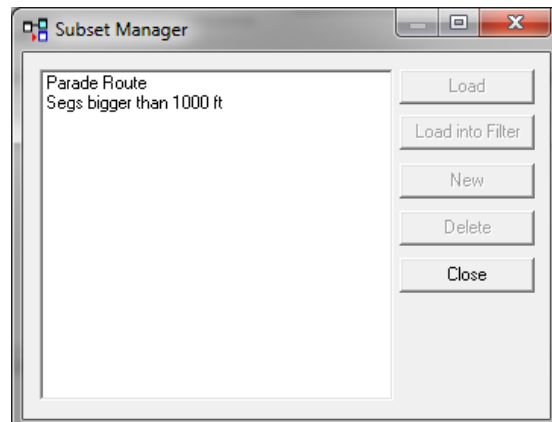 Subset Manager
Parade Route
Segs bigger than 1000 ft
Load
Load into Filter
New
Delete
Close